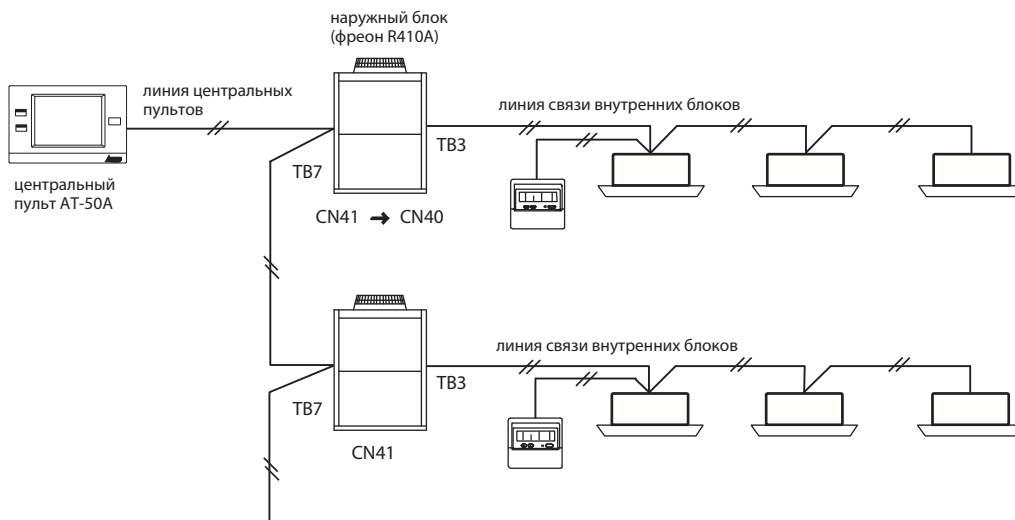 наружный блок
(фреон R410A)
линия центральных
пультов
линия связи внутренних блоков
TB7
TB3
центральный
пульт AT-50A
CN41 → CN40
линия связи внутренних блоков
TB7
TB3
CN41